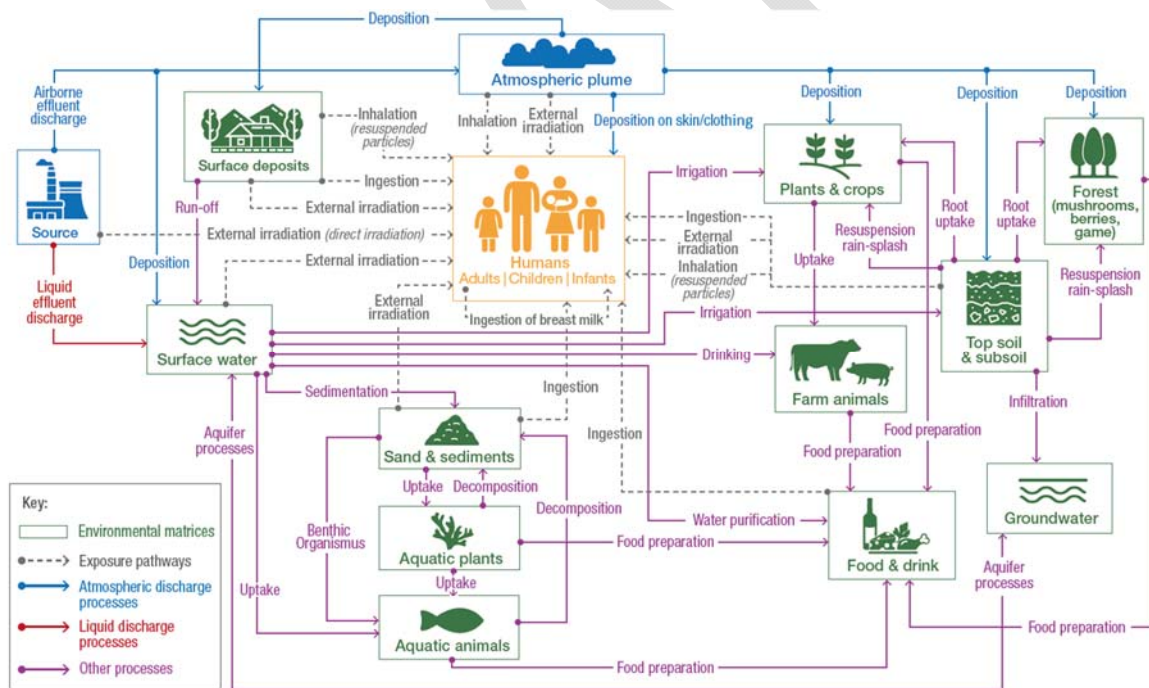 Deposition
Atmospheric plume
Airborne
effluent
discharge
Deposition
Deposition
Deposition
Inhalation
(resuspended
particles)
Inhalation
External
irradiation
Deposition on skin/clothing
Surface deposits
Plants & crops
Forest
(mushrooms,
berries,
game)
Ingestion
Irrigation
Run-off
External irradiation
Root
uptake
Root
uptake
Source
External irradiation (direct irradiation)
Ingestion
External
irradiation
Inhalation
(resuspended
particles)
Resuspension
rain-splash
Uptake
Deposition
External irradiation
Humans
Adults | Children | Infants
Resuspension
rain-splash
Liquid
effluent
discharge
External
irradiation
Ingestion of breast milk
Irrigation
Top soil
& subsoil
Surface water
Drinking
Farm animals
Sedimentation
Ingestion
Infiltration
Aquifer
processes
Ingestion
Food preparation
Food preparation
Sand & sediments
Uptake
Decomposition
Decomposition
Groundwater
Benthic
Organismus
Water purification
Aquatic plants
Food preparation
Food & drink
Aquifer
processes
Uptake
Uptake
Aquatic animals
Food preparation
Food preparation
Key:
Environmental matrices
Exposure pathways
Atmospheric discharge
processes
Liquid discharge
processes
Other processes